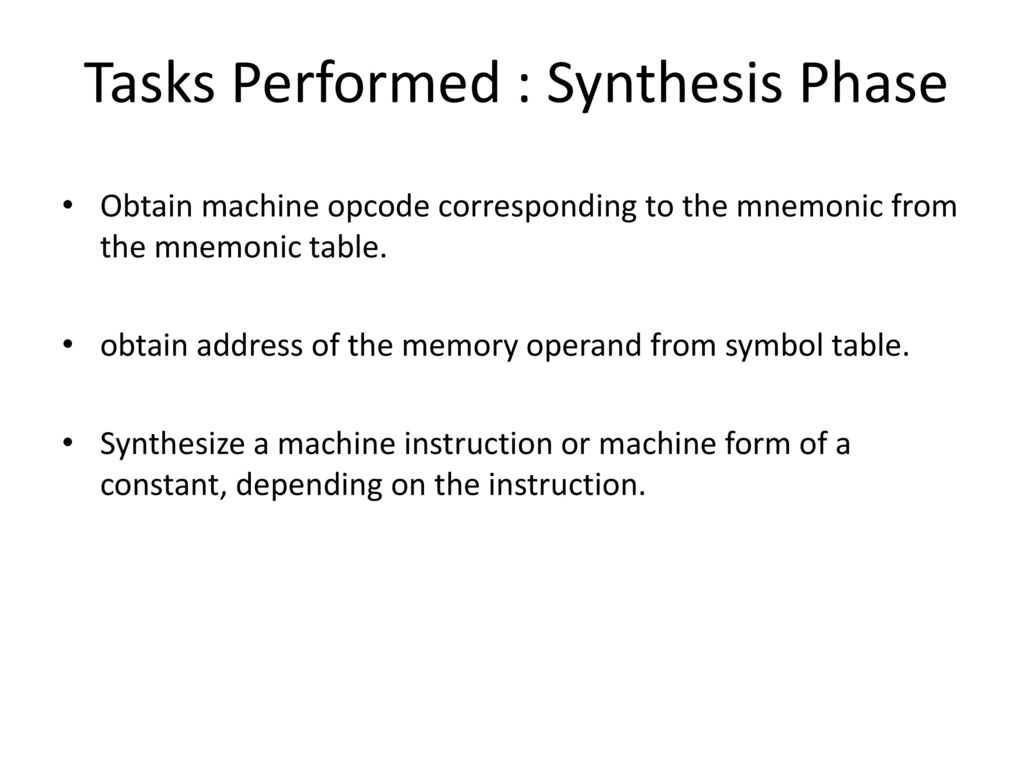 Tasks Performed : Synthesis Phase
• Obtain machine opcode corresponding to the mnemonic from
the mnemonic table.
• obtain address of the memory operand from symbol table.
• Synthesize a machine instruction or machine form of a
constant, depending on the instruction.